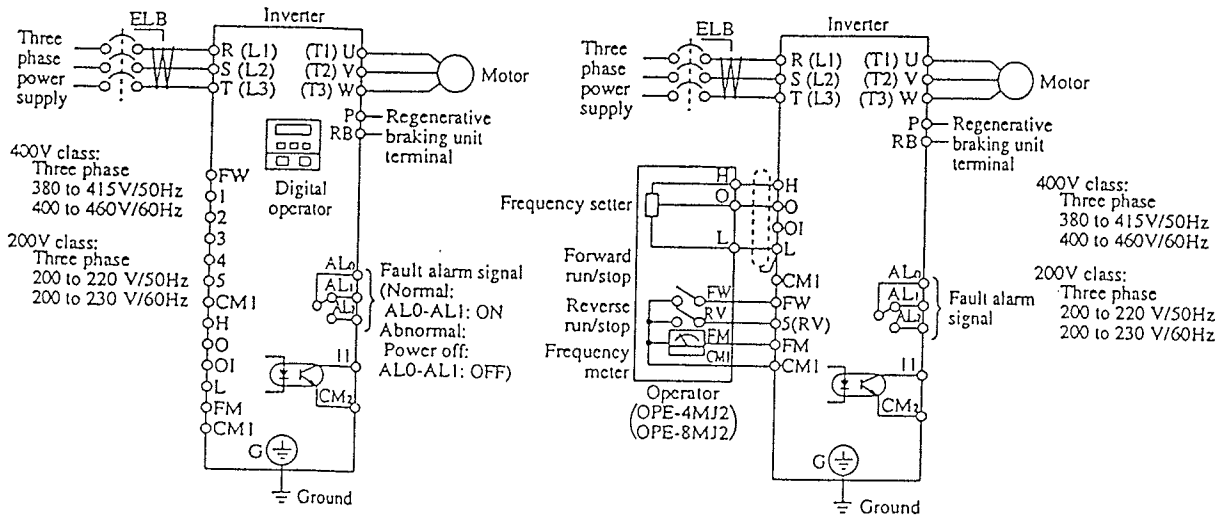 Inverter
ELB
Three
phase
power
supply
R (L1)
S (L2)
T (L3)
(T1) U
(T2) V
(T3) W
Motor
P
RB
Regenerative
braking unit
terminal
Digital
operator
400V class:
Three phase
380 to 415V/50Hz
400 to 460V/60Hz
200V class:
Three phase
200 to 220 V/50Hz
200 to 230 V/60Hz
FW
1
2
3
4
5
CM1
H
O
OI
L
FM
CM1
AL0
AL1
AL2
Fault alarm signal
(Normal:
AL0-AL1: ON
Abnormal:
Power off:
AL0-AL1: OFF)
11
CM2
G
Ground
Inverter
ELB
Three
phase
power
supply
R (L1)
S (L2)
T (L3)
(T1) U
(T2) V
(T3) W
Motor
P
RB
Regenerative
braking unit
terminal
Frequency setter
Forward
run/stop
Reverse
run/stop
Frequency
meter
H
O
L
FW
RV
FM
CM1
H
O
OI
L
CM1
FW
5(RV)
FM
CM1
Operator
(OPE-4MJ2)
(OPE-8MJ2)
AL0
AL1
AL2
Fault alarm
signal
11
CM2
G
Ground
400V class:
Three phase
380 to 415V/50Hz
400 to 460V/60Hz
200V class:
Three phase
200 to 220 V/50Hz
200 to 230 V/60Hz